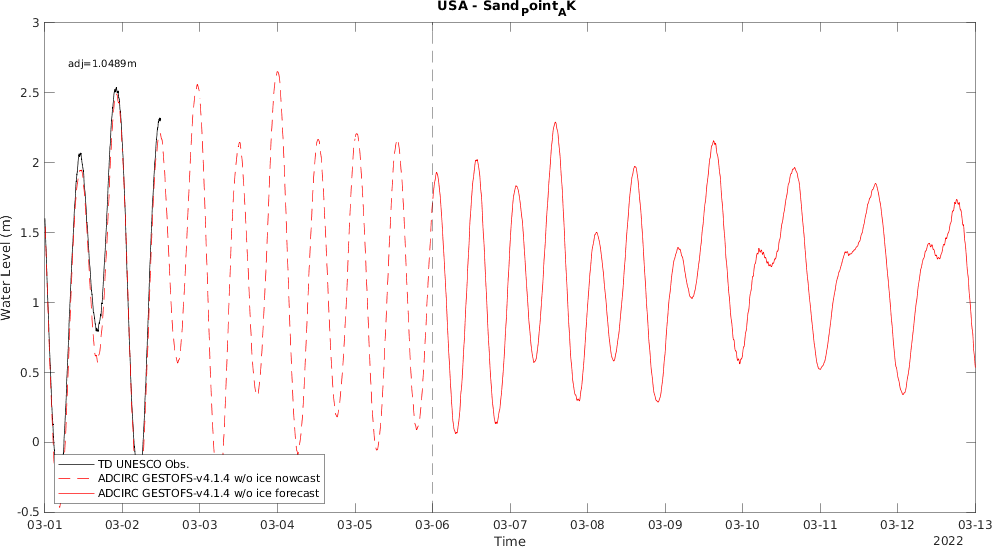 USA - Sand_Point_AK
adj=1.0489m
3
2.5
2
1.5
1
0.5
0
-0.5
Water Level (m)
TD UNESCO Obs.
ADCIRC GESTOFS-v4.1.4 w/o ice nowcast
ADCIRC GESTOFS-v4.1.4 w/o ice forecast
03-01 03-02 03-03 03-04 03-05 03-06 03-07 03-08 03-09 03-10 03-11 03-12 03-13
Time
2022